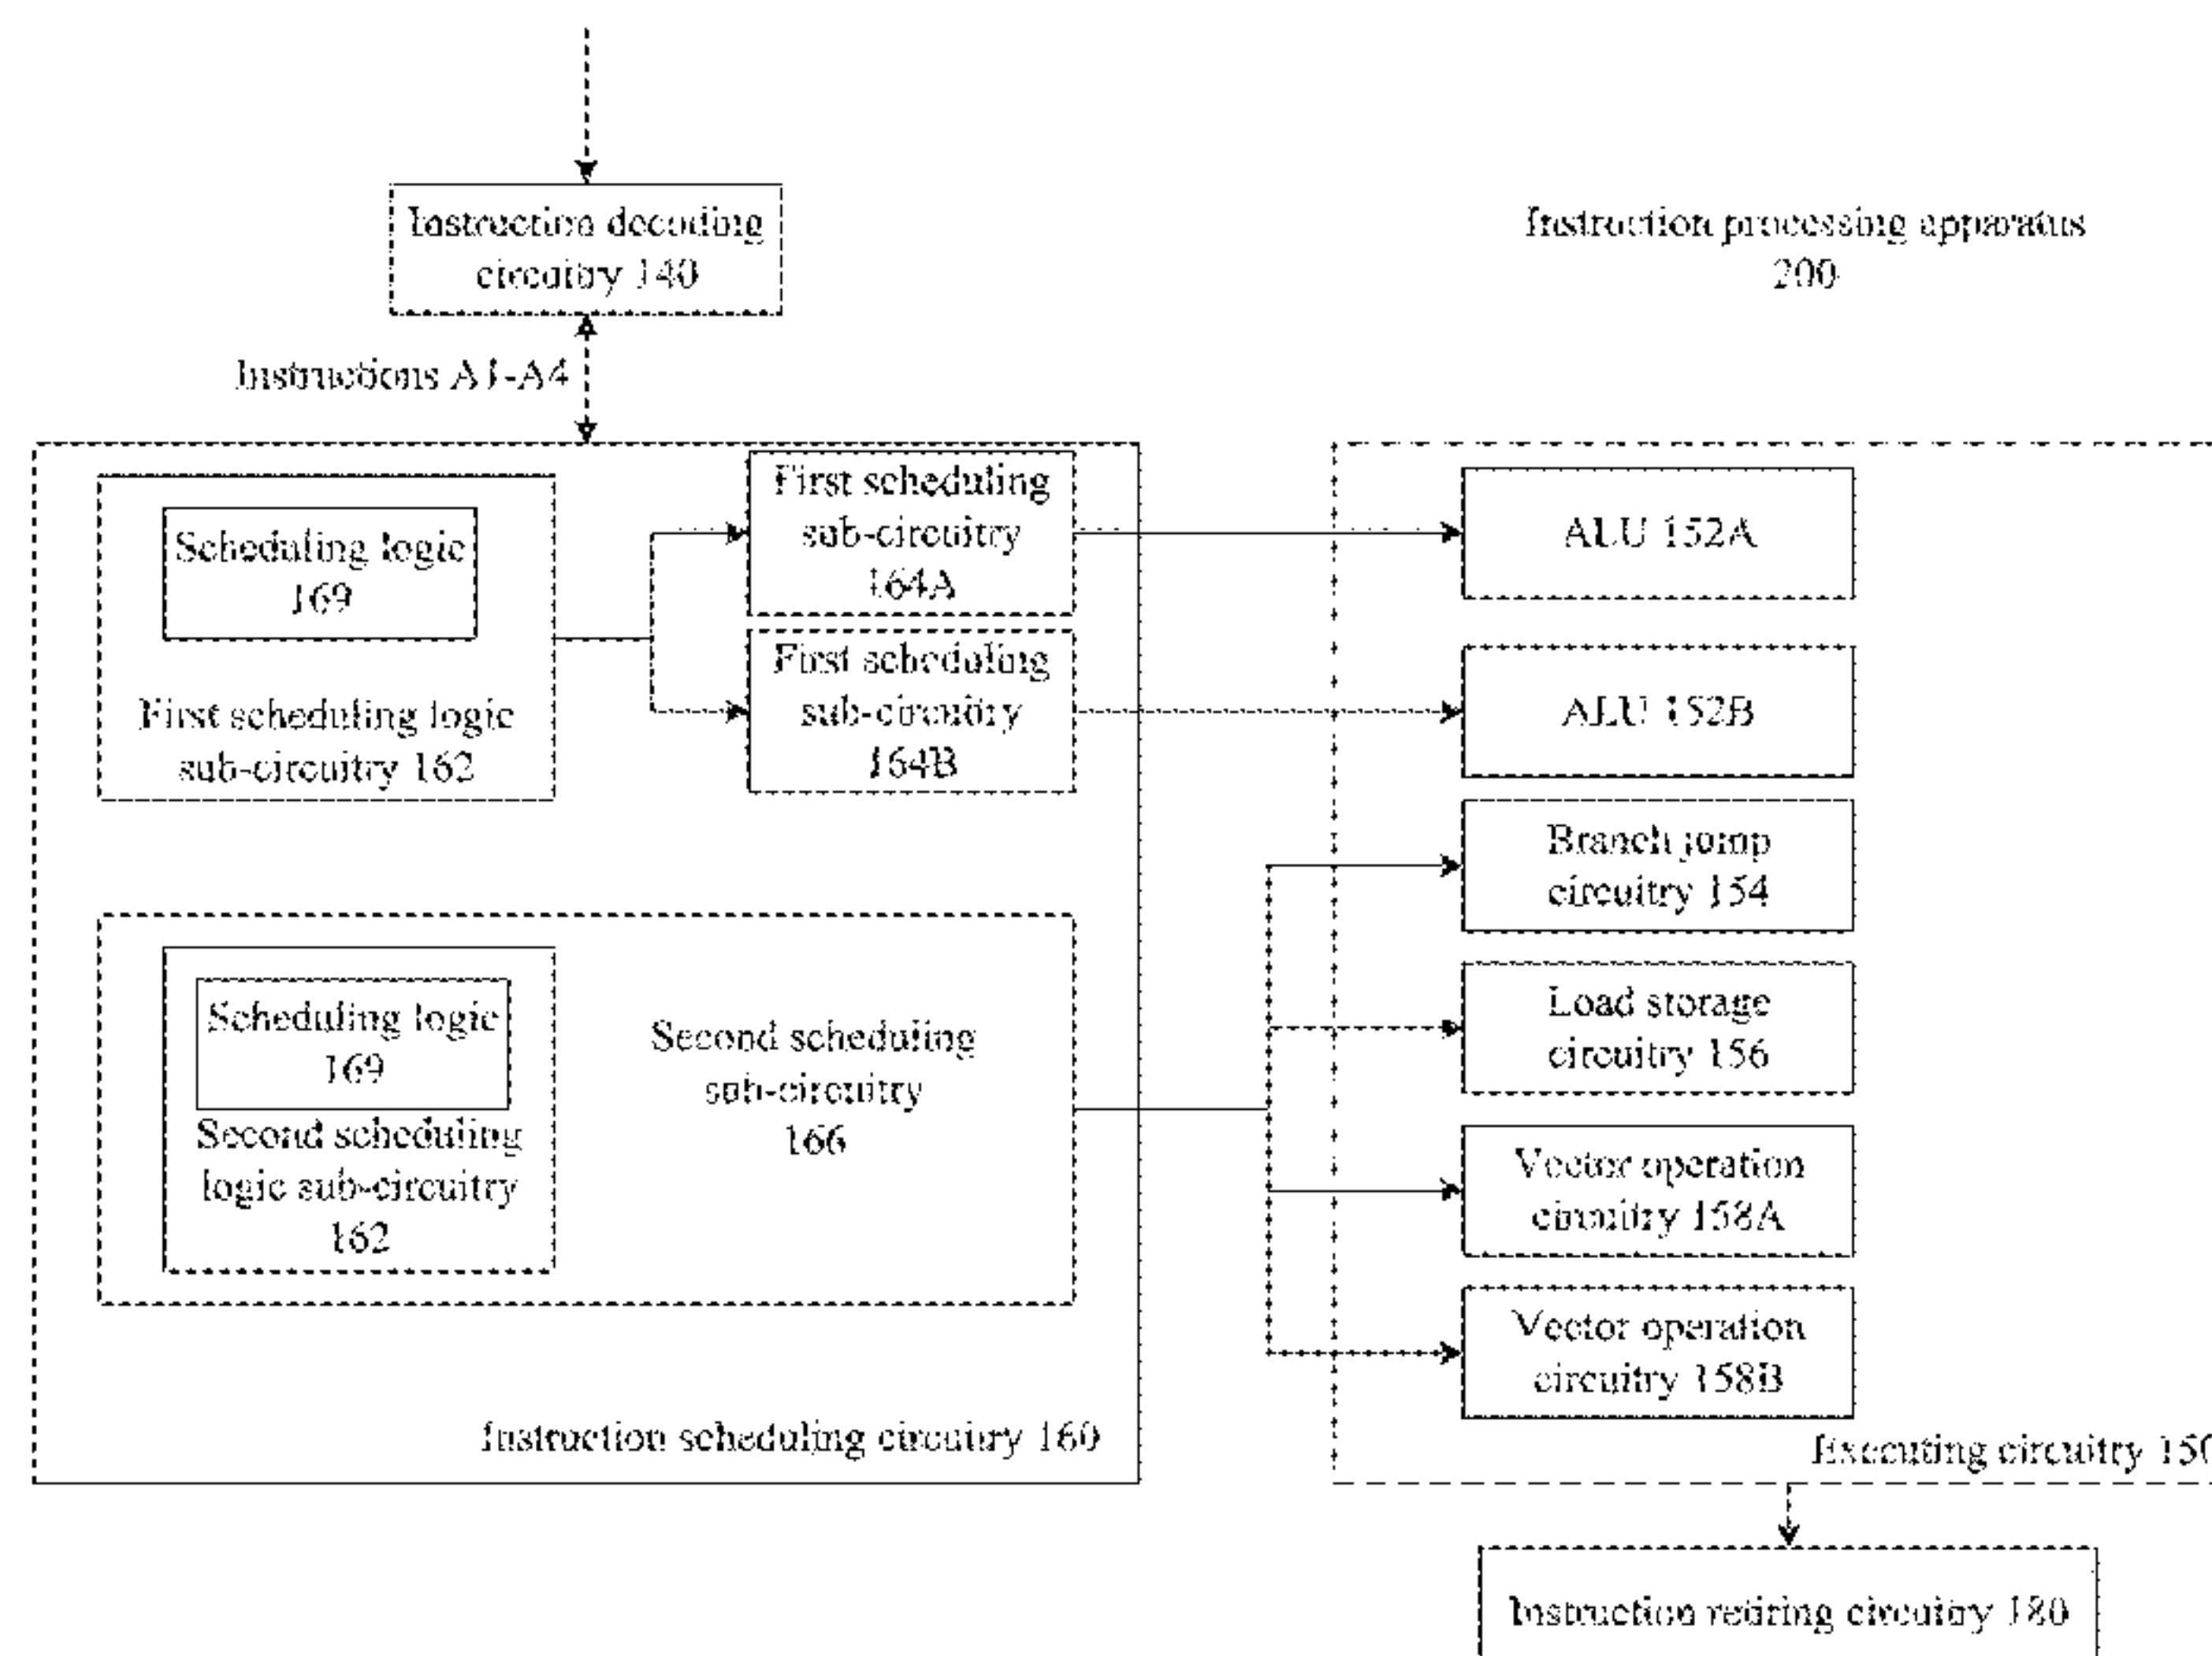 Instruction decoding
circuitry 140
Instruction processing apparatus
200
Instructions A1-A4
Scheduling logic
169
First scheduling logic
sub-circuitry 162
First scheduling
sub-circuitry
164A
First scheduling
sub-circuitry
164B
ALU 152A
ALU 152B
Branch jump
circuitry 154
Load storage
circuitry 156
Vector operation
circuitry 158A
Vector operation
circuitry 158B
Scheduling logic
169
Second scheduling
logic sub-circuitry
162
Second scheduling
sub-circuitry
166
Instruction scheduling circuitry 160
Executing circuitry 150
Instruction retiring circuitry 180